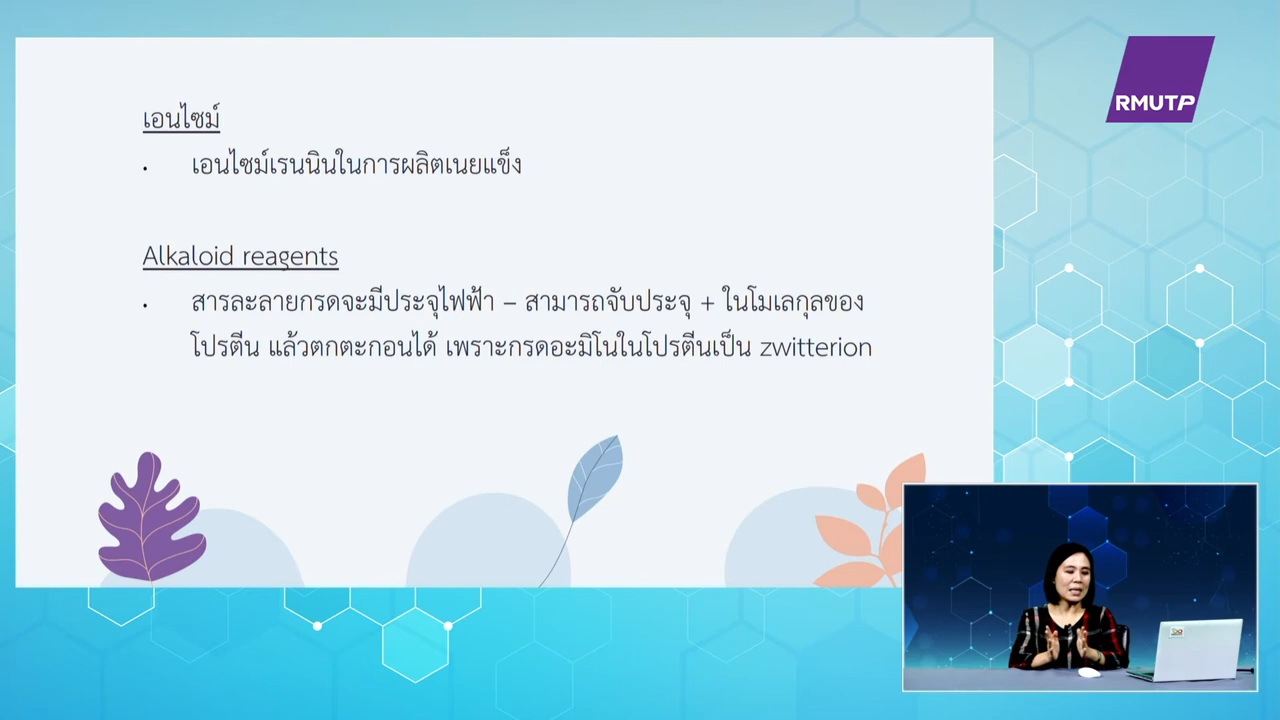 RMUTP
เอนไซม์
• เอนไซม์เรนนินในการผลิตเนยแข็ง
Alkaloid reagents
• สารละลายกรดจะมีประจุไฟฟ้า – สามารถจับประจุ + ในโมเลกุลของ
โปรตีน แล้วตกตะกอนได้ เพราะกรดอะมิโนในโปรตีนเป็น zwitterion